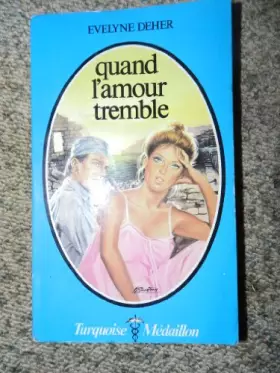 EVELYNE DEHER
quand
l'amour
tremble
Turquoise Médaillon